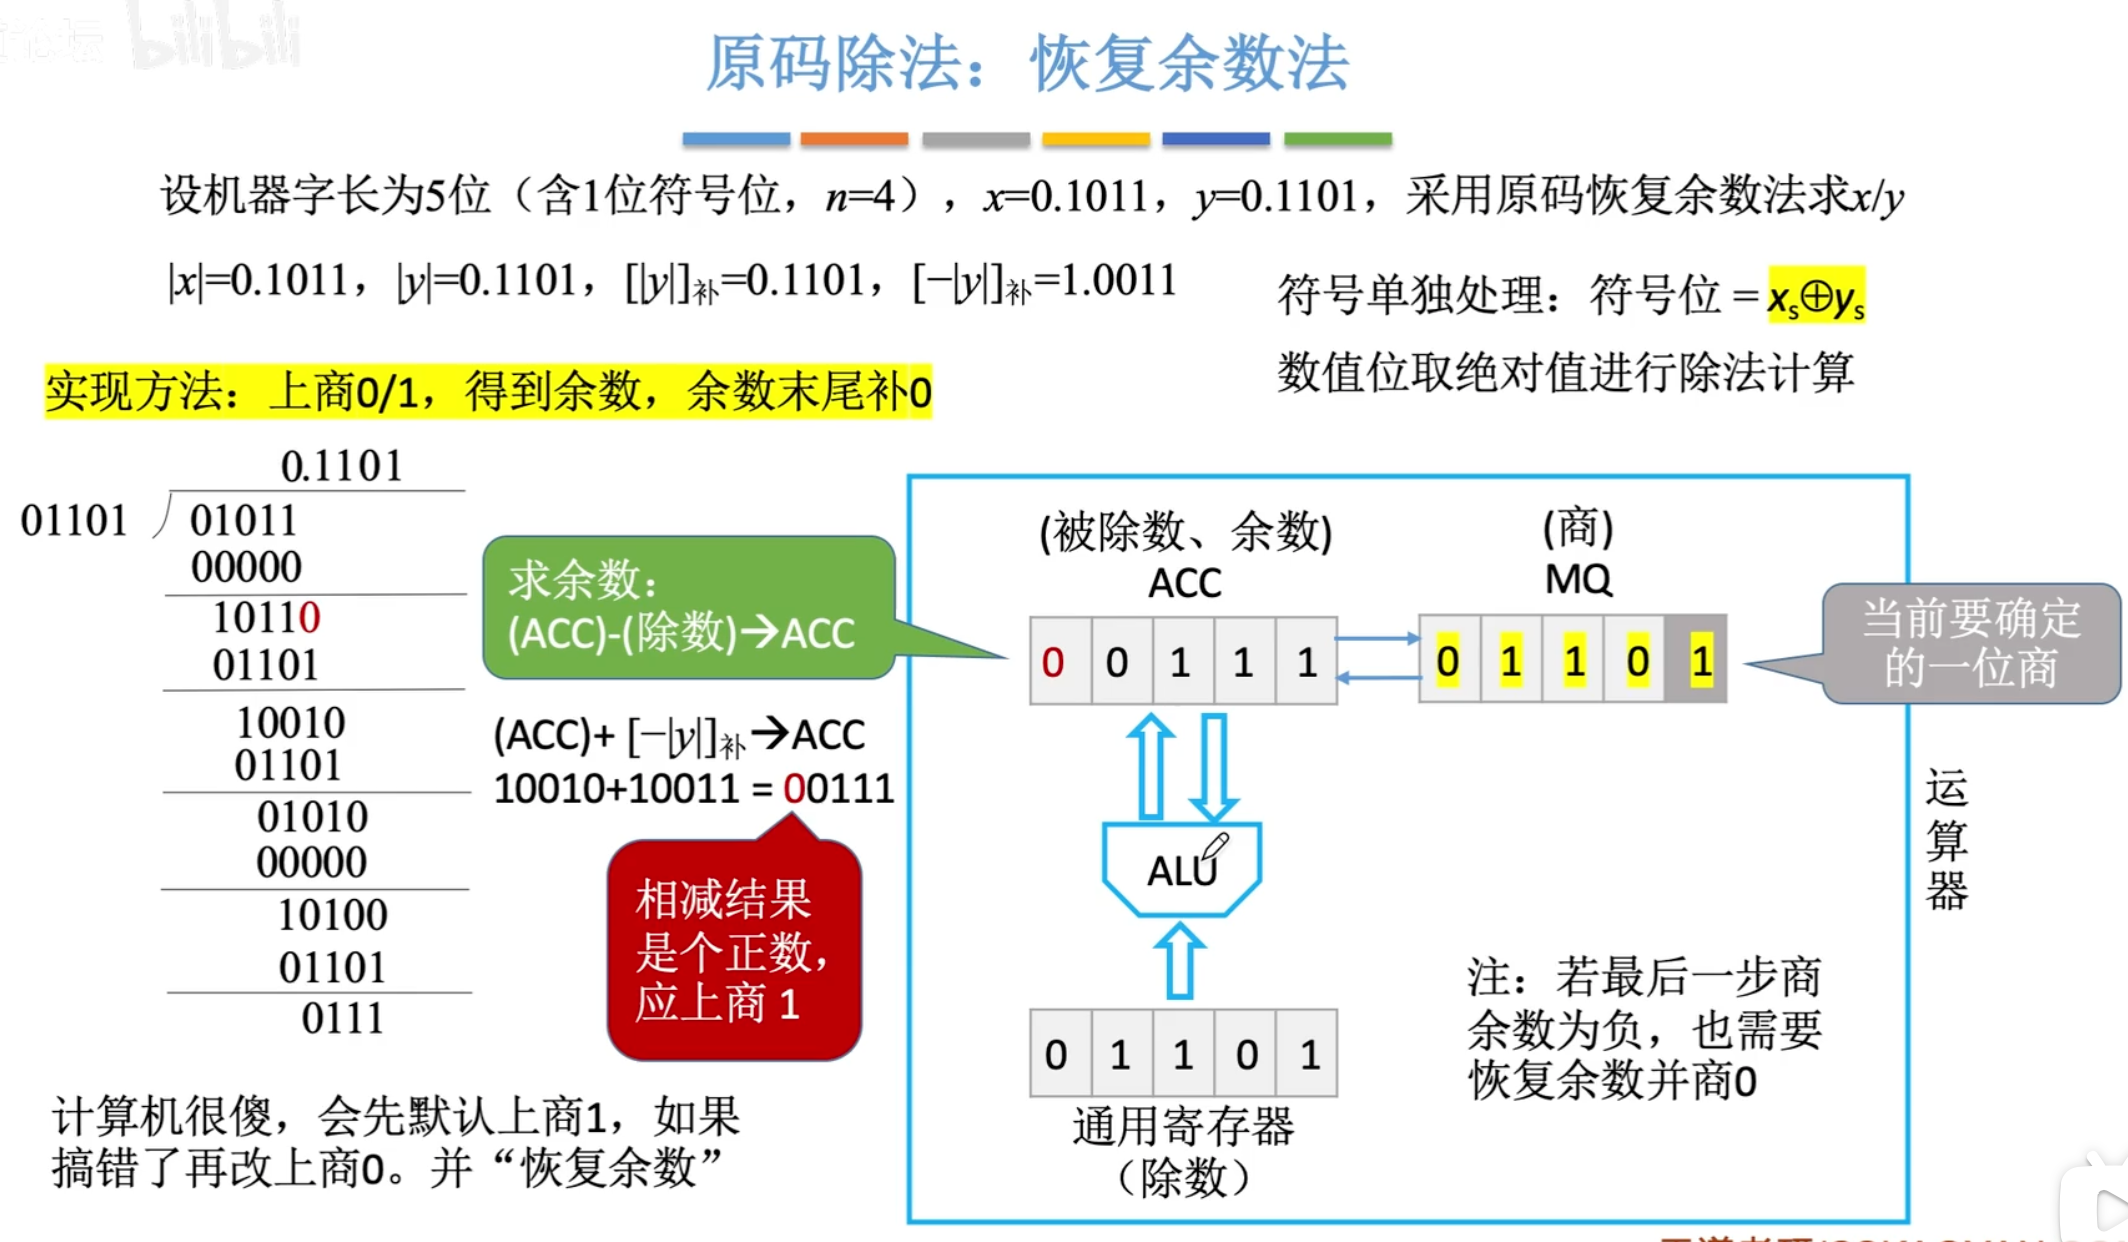 论坛 bilibili
原码除法：恢复余数法
设机器字长为5位（含1位符号位，n=4），x=0.1011，y=0.1101，采用原码恢复余数法求x/y
|x|=0.1011，|y|=0.1101，[|y|]补=0.1101，[−|y|]补=1.0011
符号单独处理：符号位 = xs⊕ys
数值位取绝对值进行除法计算
实现方法：上商0/1，得到余数，余数末尾补0
0.1101
01101
01011
00000
10110
01101
10010
01101
01010
00000
10100
01101
0111
求余数：
(ACC)-(除数)→ACC
(ACC)+ [−|y|]补→ACC
10010+10011 = 00111
相减结果
是个正数，
应上商 1
计算机很傻，会先默认上商1，如果
搞错了再改上商0。并“恢复余数”
(被除数、余数)
ACC
0 0 1 1 1
(商)
MQ
0 1 1 0 1
当前要确定
的一位商
ALU
0 1 1 0 1
通用寄存器
（除数）
运
算
器
注：若最后一步商
余数为负，也需要
恢复余数并商0